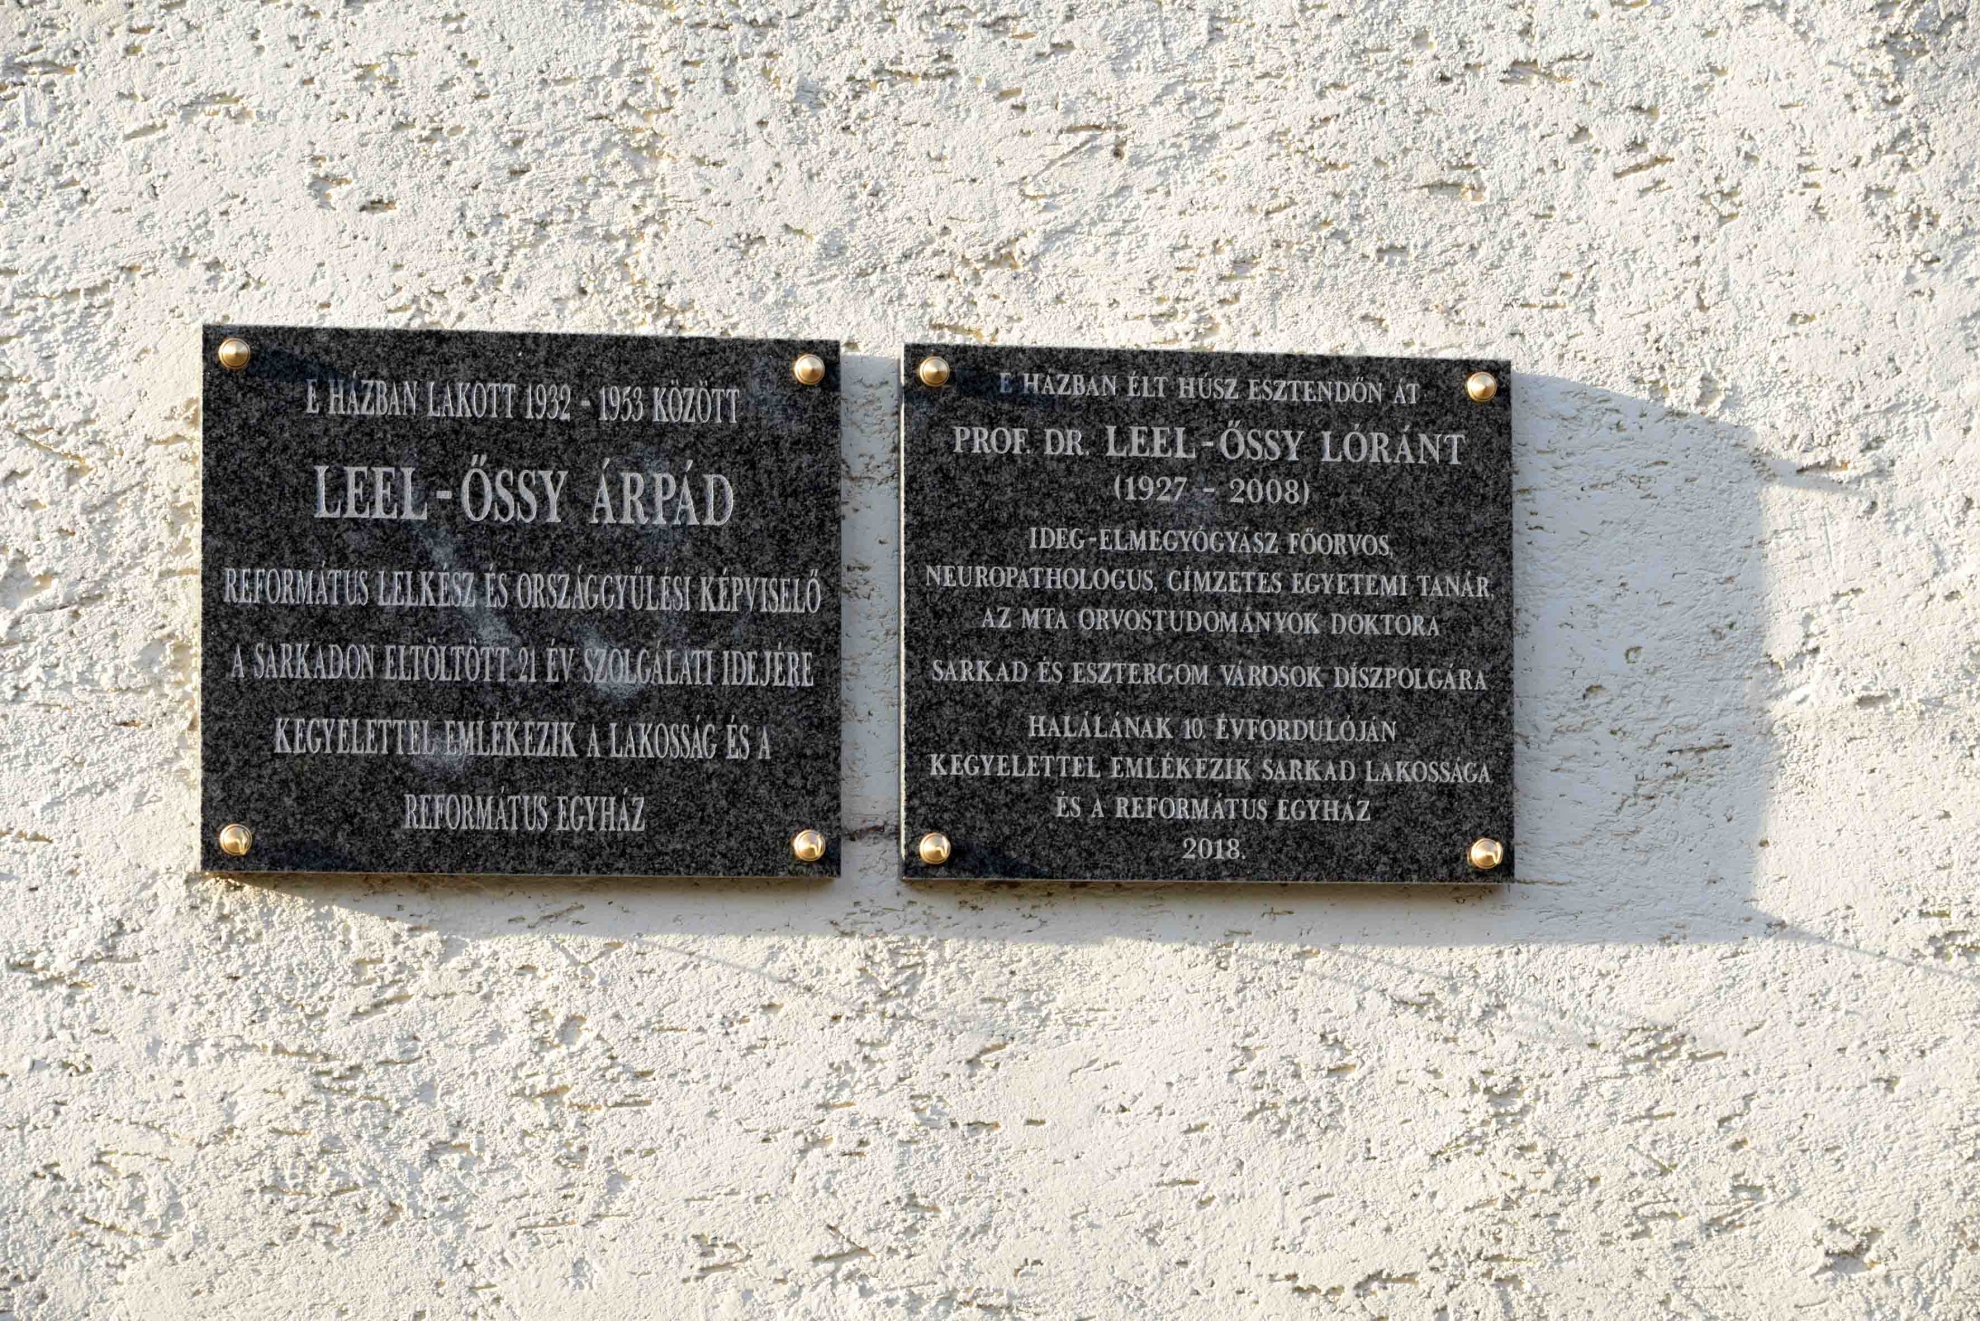 E HÁZBAN LAKOTT 1932 - 1953 KÖZÖTT
LEEL-ŐSSY ÁRPÁD
REFORMÁTUS LELKÉSZ ÉS ORSZÁGGYŰLÉSI KÉPVISELŐ
A SARKADON ELTÖLTÖTT 21 ÉV SZOLGÁLATI IDEJÉRE
KEGYELETTEL EMLÉKEZIK A LAKOSSÁG ÉS A
REFORMÁTUS EGYHÁZ
E HÁZBAN ÉLT HÚSZ ESZTENDŐN ÁT
PROF. DR. LEEL-ŐSSY LÓRÁNT
(1927 - 2008)
IDEG-ELMEGYÓGYÁSZ FŐORVOS,
NEUROPATHOLOGUS, CÍMZETES EGYETEMI TANÁR,
AZ MTA ORVOSTUDOMÁNYOK DOKTORA
SARKAD ÉS ESZTERGOM VÁROSOK DÍSZPOLGÁRA
HALÁLÁNAK 10. ÉVFORDULÓJÁN
KEGYELETTEL EMLÉKEZIK SARKAD LAKOSSÁGA
ÉS A REFORMÁTUS EGYHÁZ
2018.